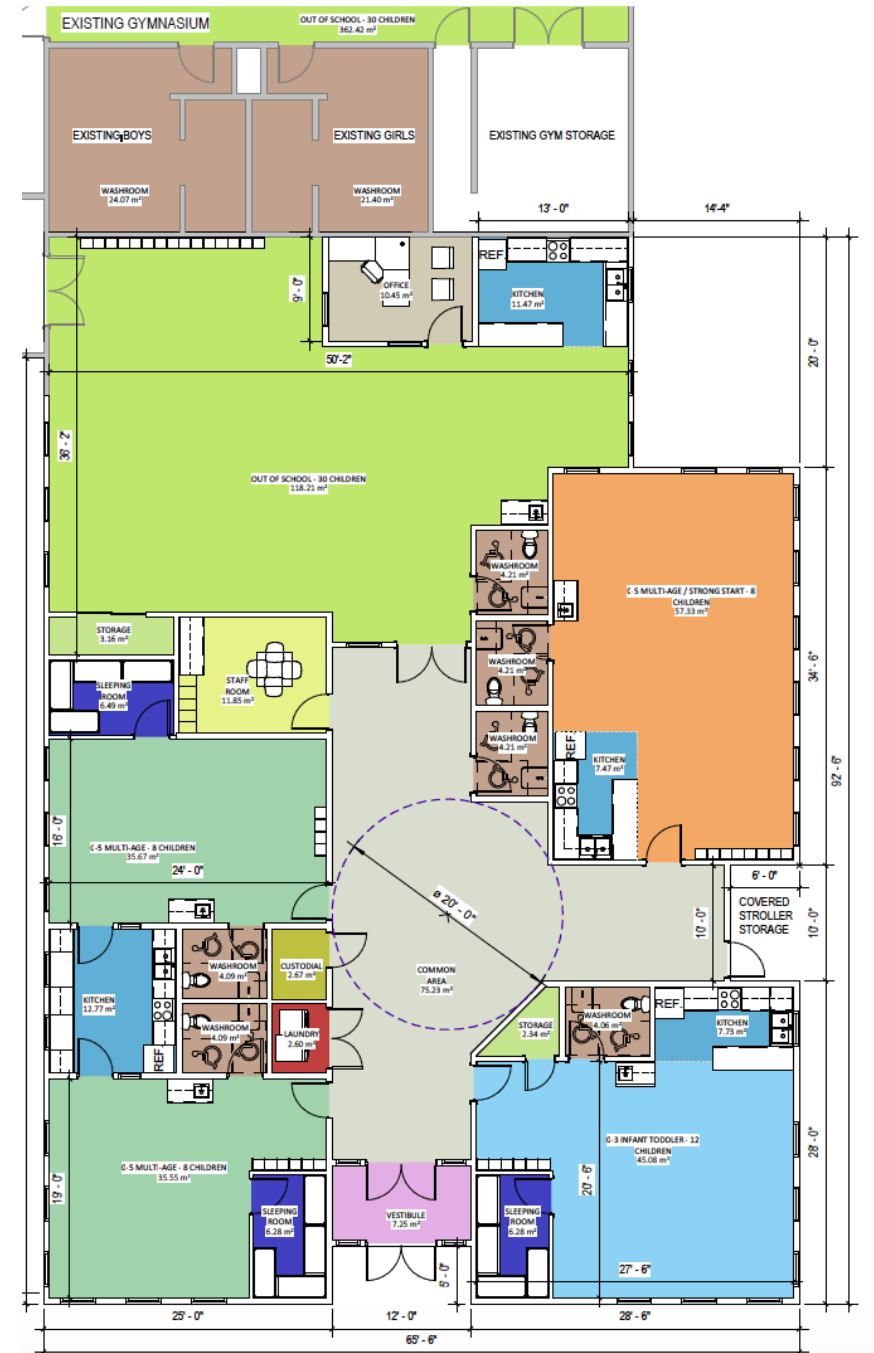 EXISTING GYMNASIUM
OUT OF SCHOOL - 30 CHILDREN
362.42 m²
EXISTING BOYS
EXISTING GIRLS
EXISTING GYM STORAGE
WASHROOM
24.07 m²
WASHROOM
21.40 m²
13' - 0"
14'-4"
REF.
9' - 0"
OFFICE
10.45 m²
KITCHEN
11.47 m²
20' - 0"
50'-2"
36' - 2"
OUT OF SCHOOL - 30 CHILDREN
118.21 m²
WASHROOM
4.21 m²
0-5 MULTI-AGE / STRONG START - 8
CHILDREN
57.33 m²
STORAGE
3.16 m²
WASHROOM
4.21 m²
34' - 6"
SLEEPING
ROOM
6.49 m²
STAFF
ROOM
11.85 m²
WASHROOM
4.21 m²
REF.
KITCHEN
7.47 m²
92' - 6"
16' - 0"
0-5 MULTI-AGE - 8 CHILDREN
35.67 m²
24' - 0"
6' - 0"
ø 20' - 0"
COVERED
STROLLER
STORAGE
10' - 0"
10' - 0"
WASHROOM
4.09 m²
CUSTODIAL
2.67 m²
COMMON
AREA
75.23 m²
KITCHEN
12.77 m²
REF.
WASHROOM
4.06 m²
KITCHEN
7.73 m²
WASHROOM
4.09 m²
LAUNDRY
2.60 m²
STORAGE
2.34 m²
REF
0-3 INFANT TODDLER - 12
CHILDREN
45.08 m²
28' - 0"
0-5 MULTI-AGE - 8 CHILDREN
35.55 m²
19' - 0"
20' - 6"
SLEEPING
ROOM
6.28 m²
VESTIBULE
7.25 m²
SLEEPING
ROOM
6.28 m²
27' - 6"
25' - 0"
12' - 0"
28' - 6"
65' - 6"